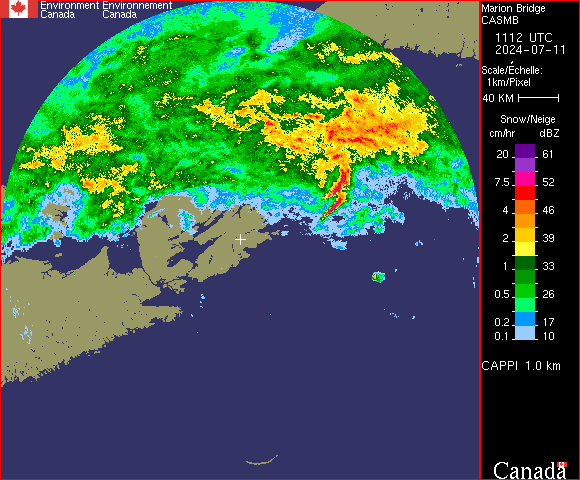 Environment Environnement
Canada Canada
Marion Bridge
CASMB
1112 UTC
2024-07-11
Scale/Échelle:
1km/Pixel
40 KM
Snow/Neige
cm/hr dBZ
20 61
7.5 52
4 46
2 39
1 33
0.5 26
0.2 17
0.1 10
CAPPI 1.0 km
Canada